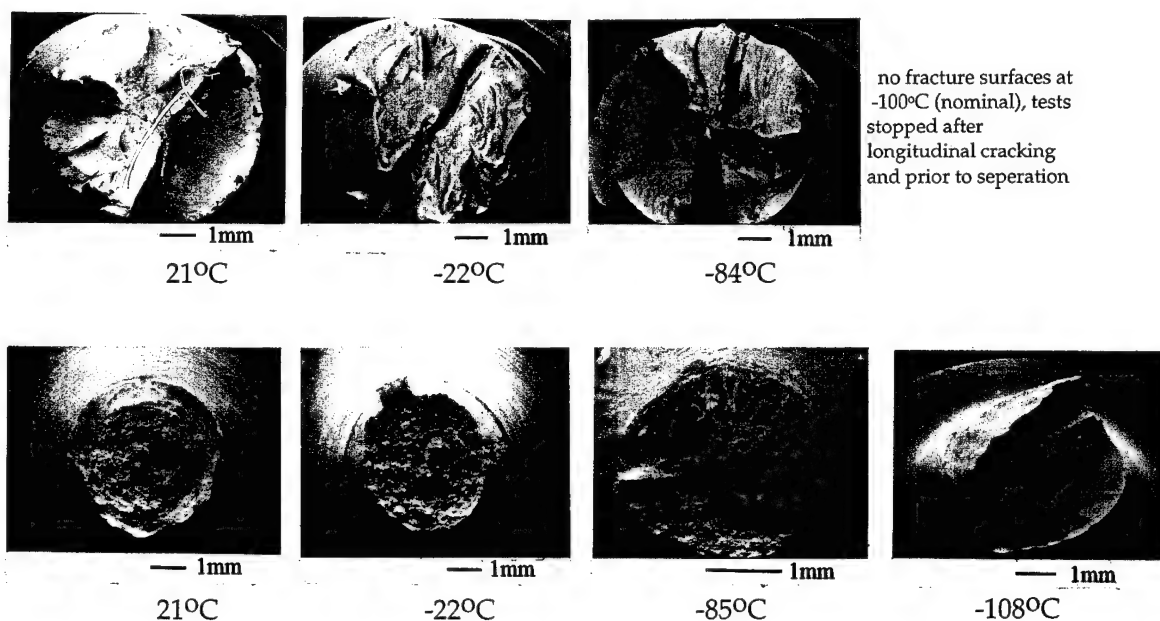 no fracture surfaces at
-100ºC (nominal), tests
stopped after
longitudinal cracking
and prior to seperation
1mm
1mm
1mm
21ºC
-22ºC
-84ºC
1mm
1mm
1mm
1mm
21ºC
-22ºC
-85ºC
-108ºC